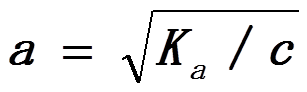 a = √Kₐ / c